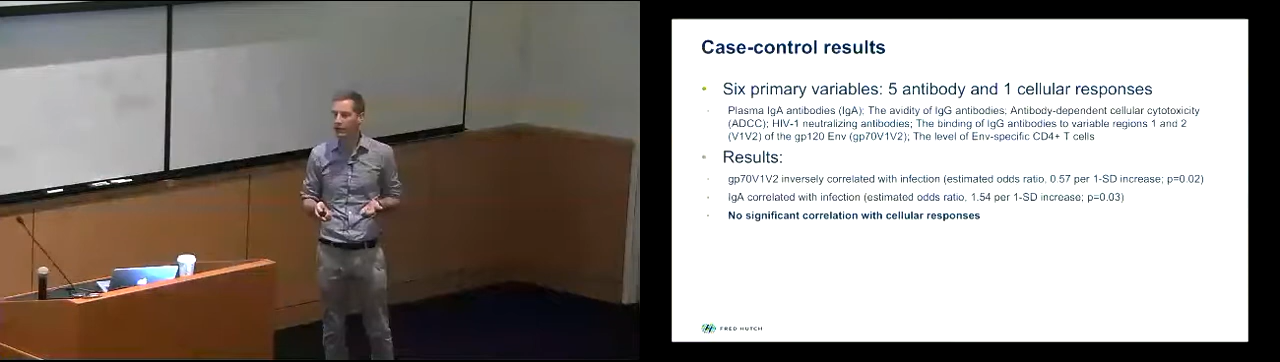 Case-control results
Six primary variables: 5 antibody and 1 cellular responses
Plasma IgA antibodies (IgA); The avidity of IgG antibodies; Antibody-dependent cellular cytotoxicity
(ADCC); HIV-1 neutralizing antibodies; The binding of IgG antibodies to variable regions 1 and 2
(V1V2) of the gp120 Env (gp70V1V2); The level of Env-specific CD4+ T cells
Results:
gp70V1V2 inversely correlated with infection (estimated odds ratio, 0.57 per 1-SD increase; p=0.02)
IgA correlated with infection (estimated odds ratio, 1.54 per 1-SD increase; p=0.03)
No significant correlation with cellular responses
FRED HUTCH